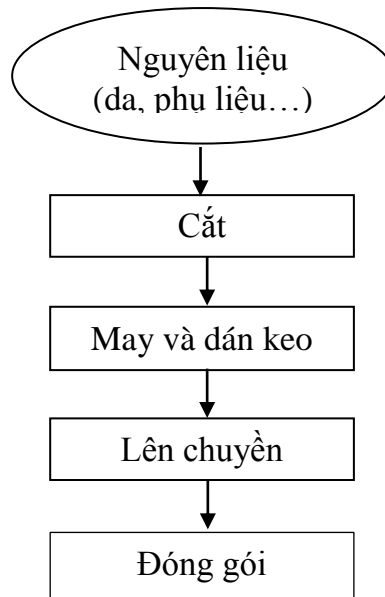 Nguyên liệu
(da, phụ liệu…)
Cắt
May và dán keo
Lên chuyền
Đóng gói